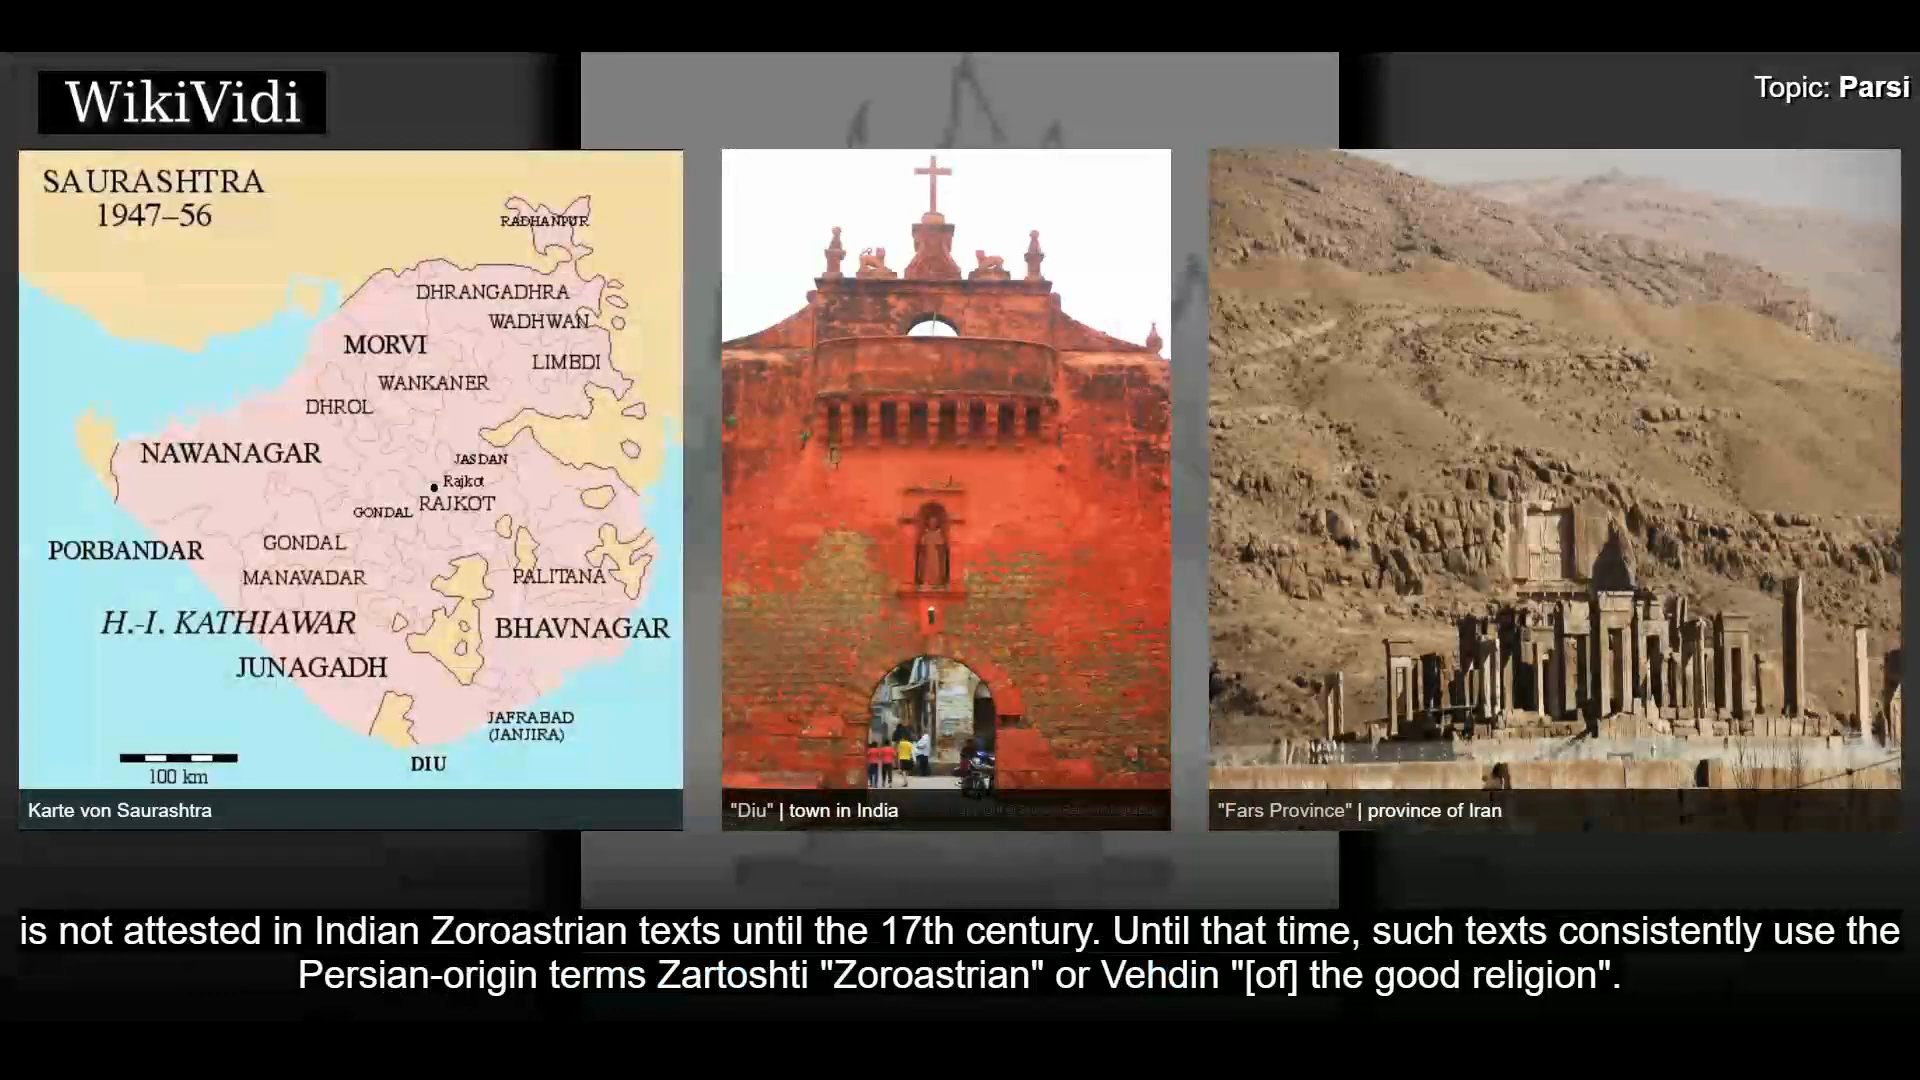 WikiVidi
Topic: Parsi
SAURASHTRA
1947–56
RADHANPUR
DHRANGADHRA
WADHWAN
MORVI
LIMBDI
WANKANER
DHROL
NAWANAGAR
JASDAN
Rajkot
RAJKOT
GONDAL
PORBANDAR
GONDAL
MANAVADAR
PALITANA
H.-I. KATHIAWAR
BHAVNAGAR
JUNAGADH
JAFRABAD
(JANJIRA)
DIU
100 km
Karte von Saurashtra
"Diu" | town in India
"Fars Province" | province of Iran
is not attested in Indian Zoroastrian texts until the 17th century. Until that time, such texts consistently use the
Persian-origin terms Zartoshti "Zoroastrian" or Vehdin "[of] the good religion".